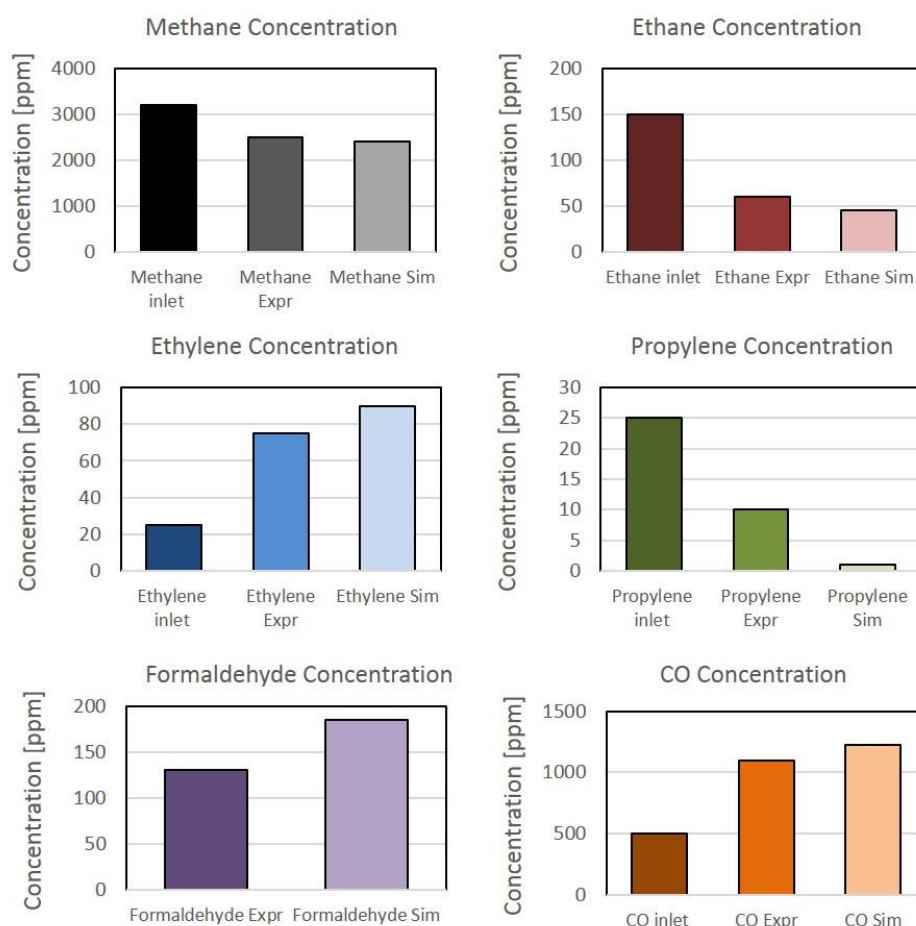 Methane Concentration
Concentration [ppm]
4000
3000
2000
1000
0
Methane inlet
Methane Expr
Methane Sim
Ethane Concentration
Concentration [ppm]
200
150
100
50
0
Ethane inlet
Ethane Expr
Ethane Sim
Ethylene Concentration
Concentration [ppm]
100
80
60
40
20
0
Ethylene inlet
Ethylene Expr
Ethylene Sim
Propylene Concentration
Concentration [ppm]
30
25
20
15
10
5
0
Propylene inlet
Propylene Expr
Propylene Sim
Formaldehyde Concentration
Concentration [ppm]
200
150
100
50
0
Formaldehyde Expr
Formaldehyde Sim
CO Concentration
Concentration [ppm]
1500
1000
500
0
CO inlet
CO Expr
CO Sim